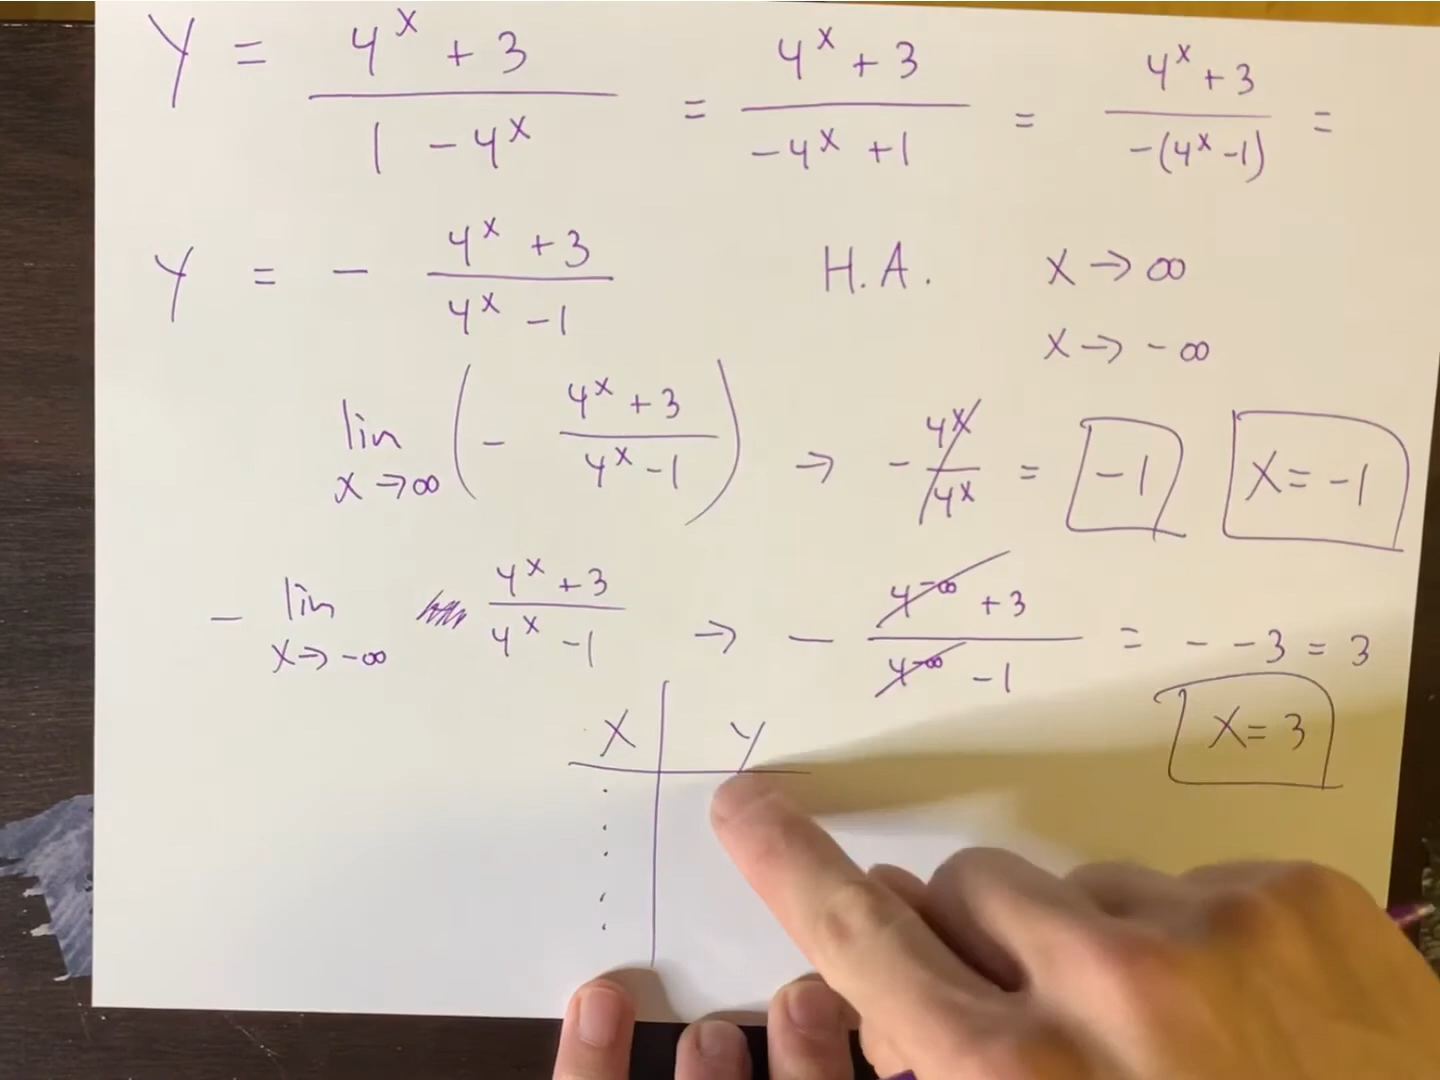 Y = (4^x + 3)/(1 - 4^x) = (4^x + 3)/(-4^x + 1) = (4^x + 3)/(-(4^x - 1)) =
Y = - (4^x + 3)/(4^x - 1) H.A. x → ∞
x → -∞
lim x→∞ (- (4^x + 3)/(4^x - 1)) → - 4^x/4^x = -1 X = -1
- lim x→-∞ (4^x + 3)/(4^x - 1) → - (4^-∞ + 3)/(4^-∞ - 1) = - -3 = 3
X = 3
X Y